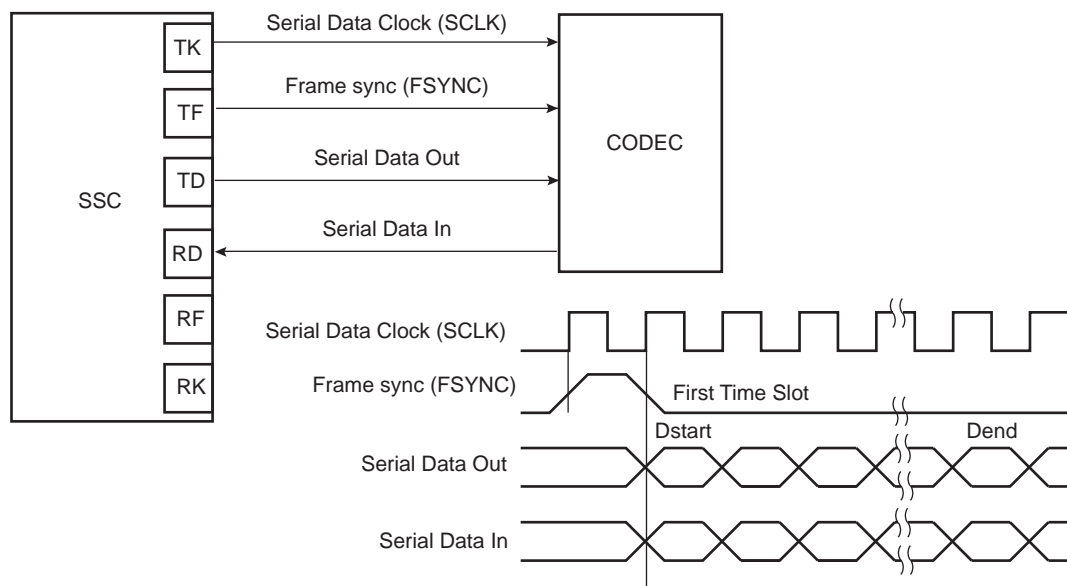 Serial Data Clock (SCLK)
TK
Frame sync (FSYNC)
TF
CODEC
Serial Data Out
TD
SSC
Serial Data In
RD
RF
Serial Data Clock (SCLK)
RK
Frame sync (FSYNC)
First Time Slot
Dstart
Dend
Serial Data Out
Serial Data In